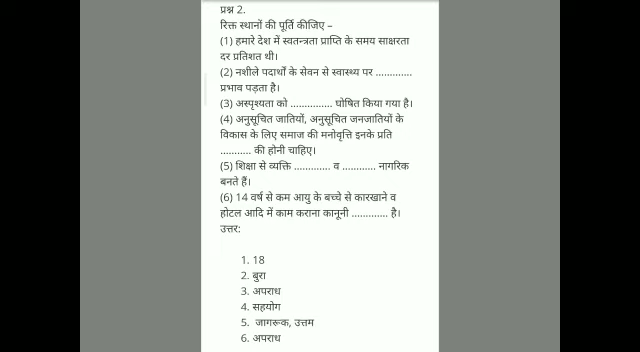 प्रश्न 2.
रिक्त स्थानों की पूर्ति कीजिए –
(1) हमारे देश में स्वतन्त्रता प्राप्ति के समय साक्षरता
दर प्रतिशत थी।
(2) नशीले पदार्थों के सेवन से स्वास्थ्य पर .............
प्रभाव पड़ता है।
(3) अस्पृश्यता को ............... घोषित किया गया है।
(4) अनुसूचित जातियों, अनुसूचित जनजातियों के
विकास के लिए समाज की मनोवृत्ति इनके प्रति
........... की होनी चाहिए।
(5) शिक्षा से व्यक्ति ............. व ............ नागरिक
बनते हैं।
(6) 14 वर्ष से कम आयु के बच्चे से कारखाने व
होटल आदि में काम कराना कानूनी ............. है।
उत्तर:
1. 18
2. बुरा
3. अपराध
4. सहयोग
5. जागरूक, उत्तम
6. अपराध